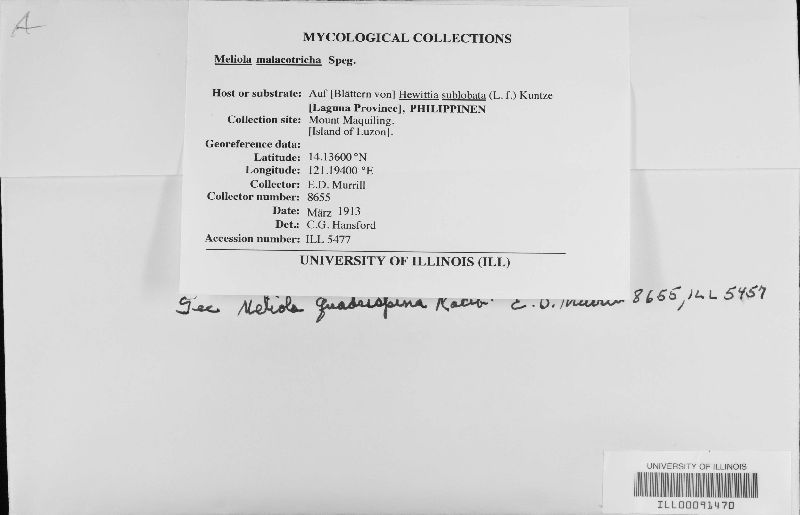 A
MYCOLOGICAL COLLECTIONS
Meliola malacotricha Speg.
Host or substrate: Auf [Blättern von] Hewittia sublobata (L. f.) Kuntze
[Laguna Province], PHILIPPINEN
Collection site: Mount Maquiling.
[Island of Luzon].
Georeference data:
Latitude: 14.13600 °N
Longitude: 121.19400 °E
Collector: E.D. Murrill
Collector number: 8655
Date: März 1913
Det.: C.G. Hansford
Accession number: ILL 5477
UNIVERSITY OF ILLINOIS (ILL)
See Meliola quadrispina Racib. E. D. Murrill 8655, ILL 5457
UNIVERSITY OF ILLINOIS
ILL00091470